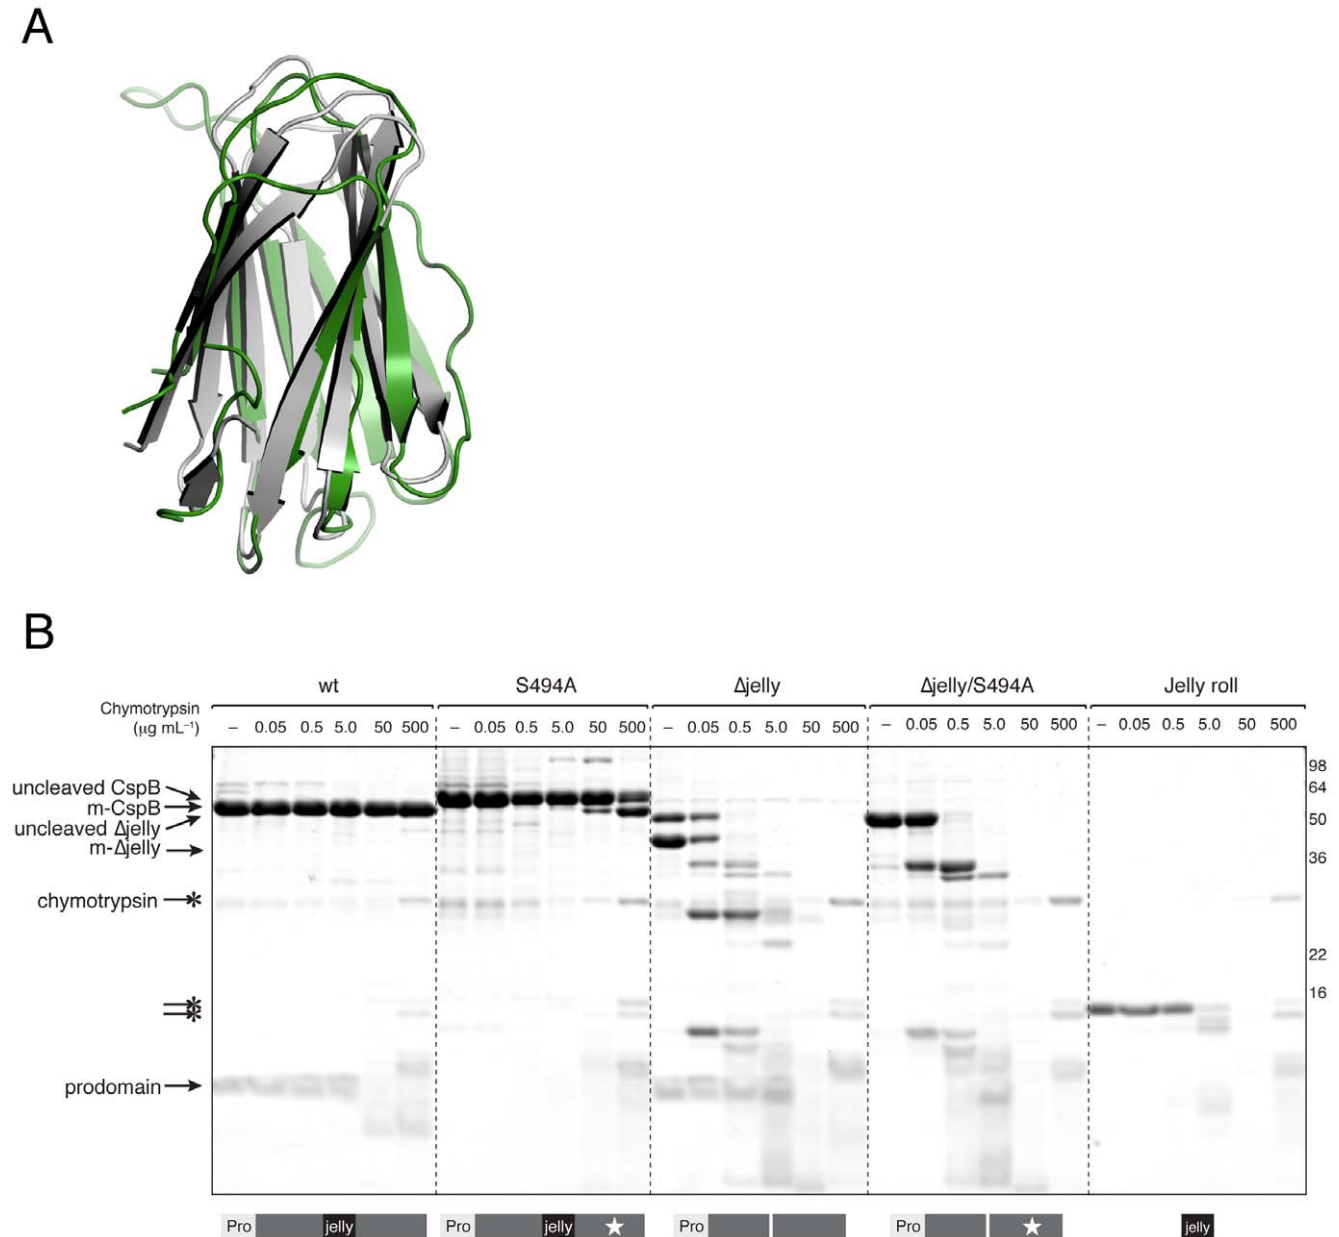 A
B
wt S494A Δjelly Δjelly/S494A Jelly roll
Chymotrypsin
(μg mL⁻¹)
– 0.05 0.5 5.0 50 500 – 0.05 0.5 5.0 50 500 – 0.05 0.5 5.0 50 500 – 0.05 0.5 5.0 50 500 – 0.05 0.5 5.0 50 500
98
uncleaved CspB 64
m-CspB
uncleaved Δjelly 50
m-Δjelly
36
chymotrypsin *
22
* 16
*
prodomain
Pro jelly Pro jelly Pro Pro jelly